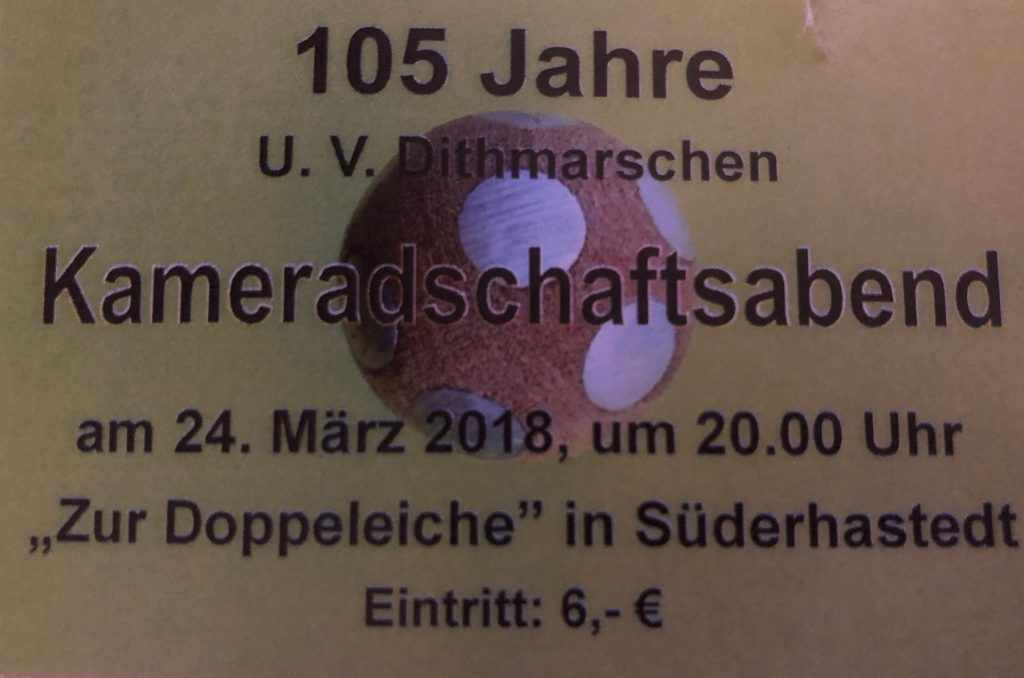 105 Jahre
U. V. Dithmarschen
Kameradschaftsabend
am 24. März 2018, um 20.00 Uhr
„Zur Doppeleiche” in Süderhastedt
Eintritt: 6,- €